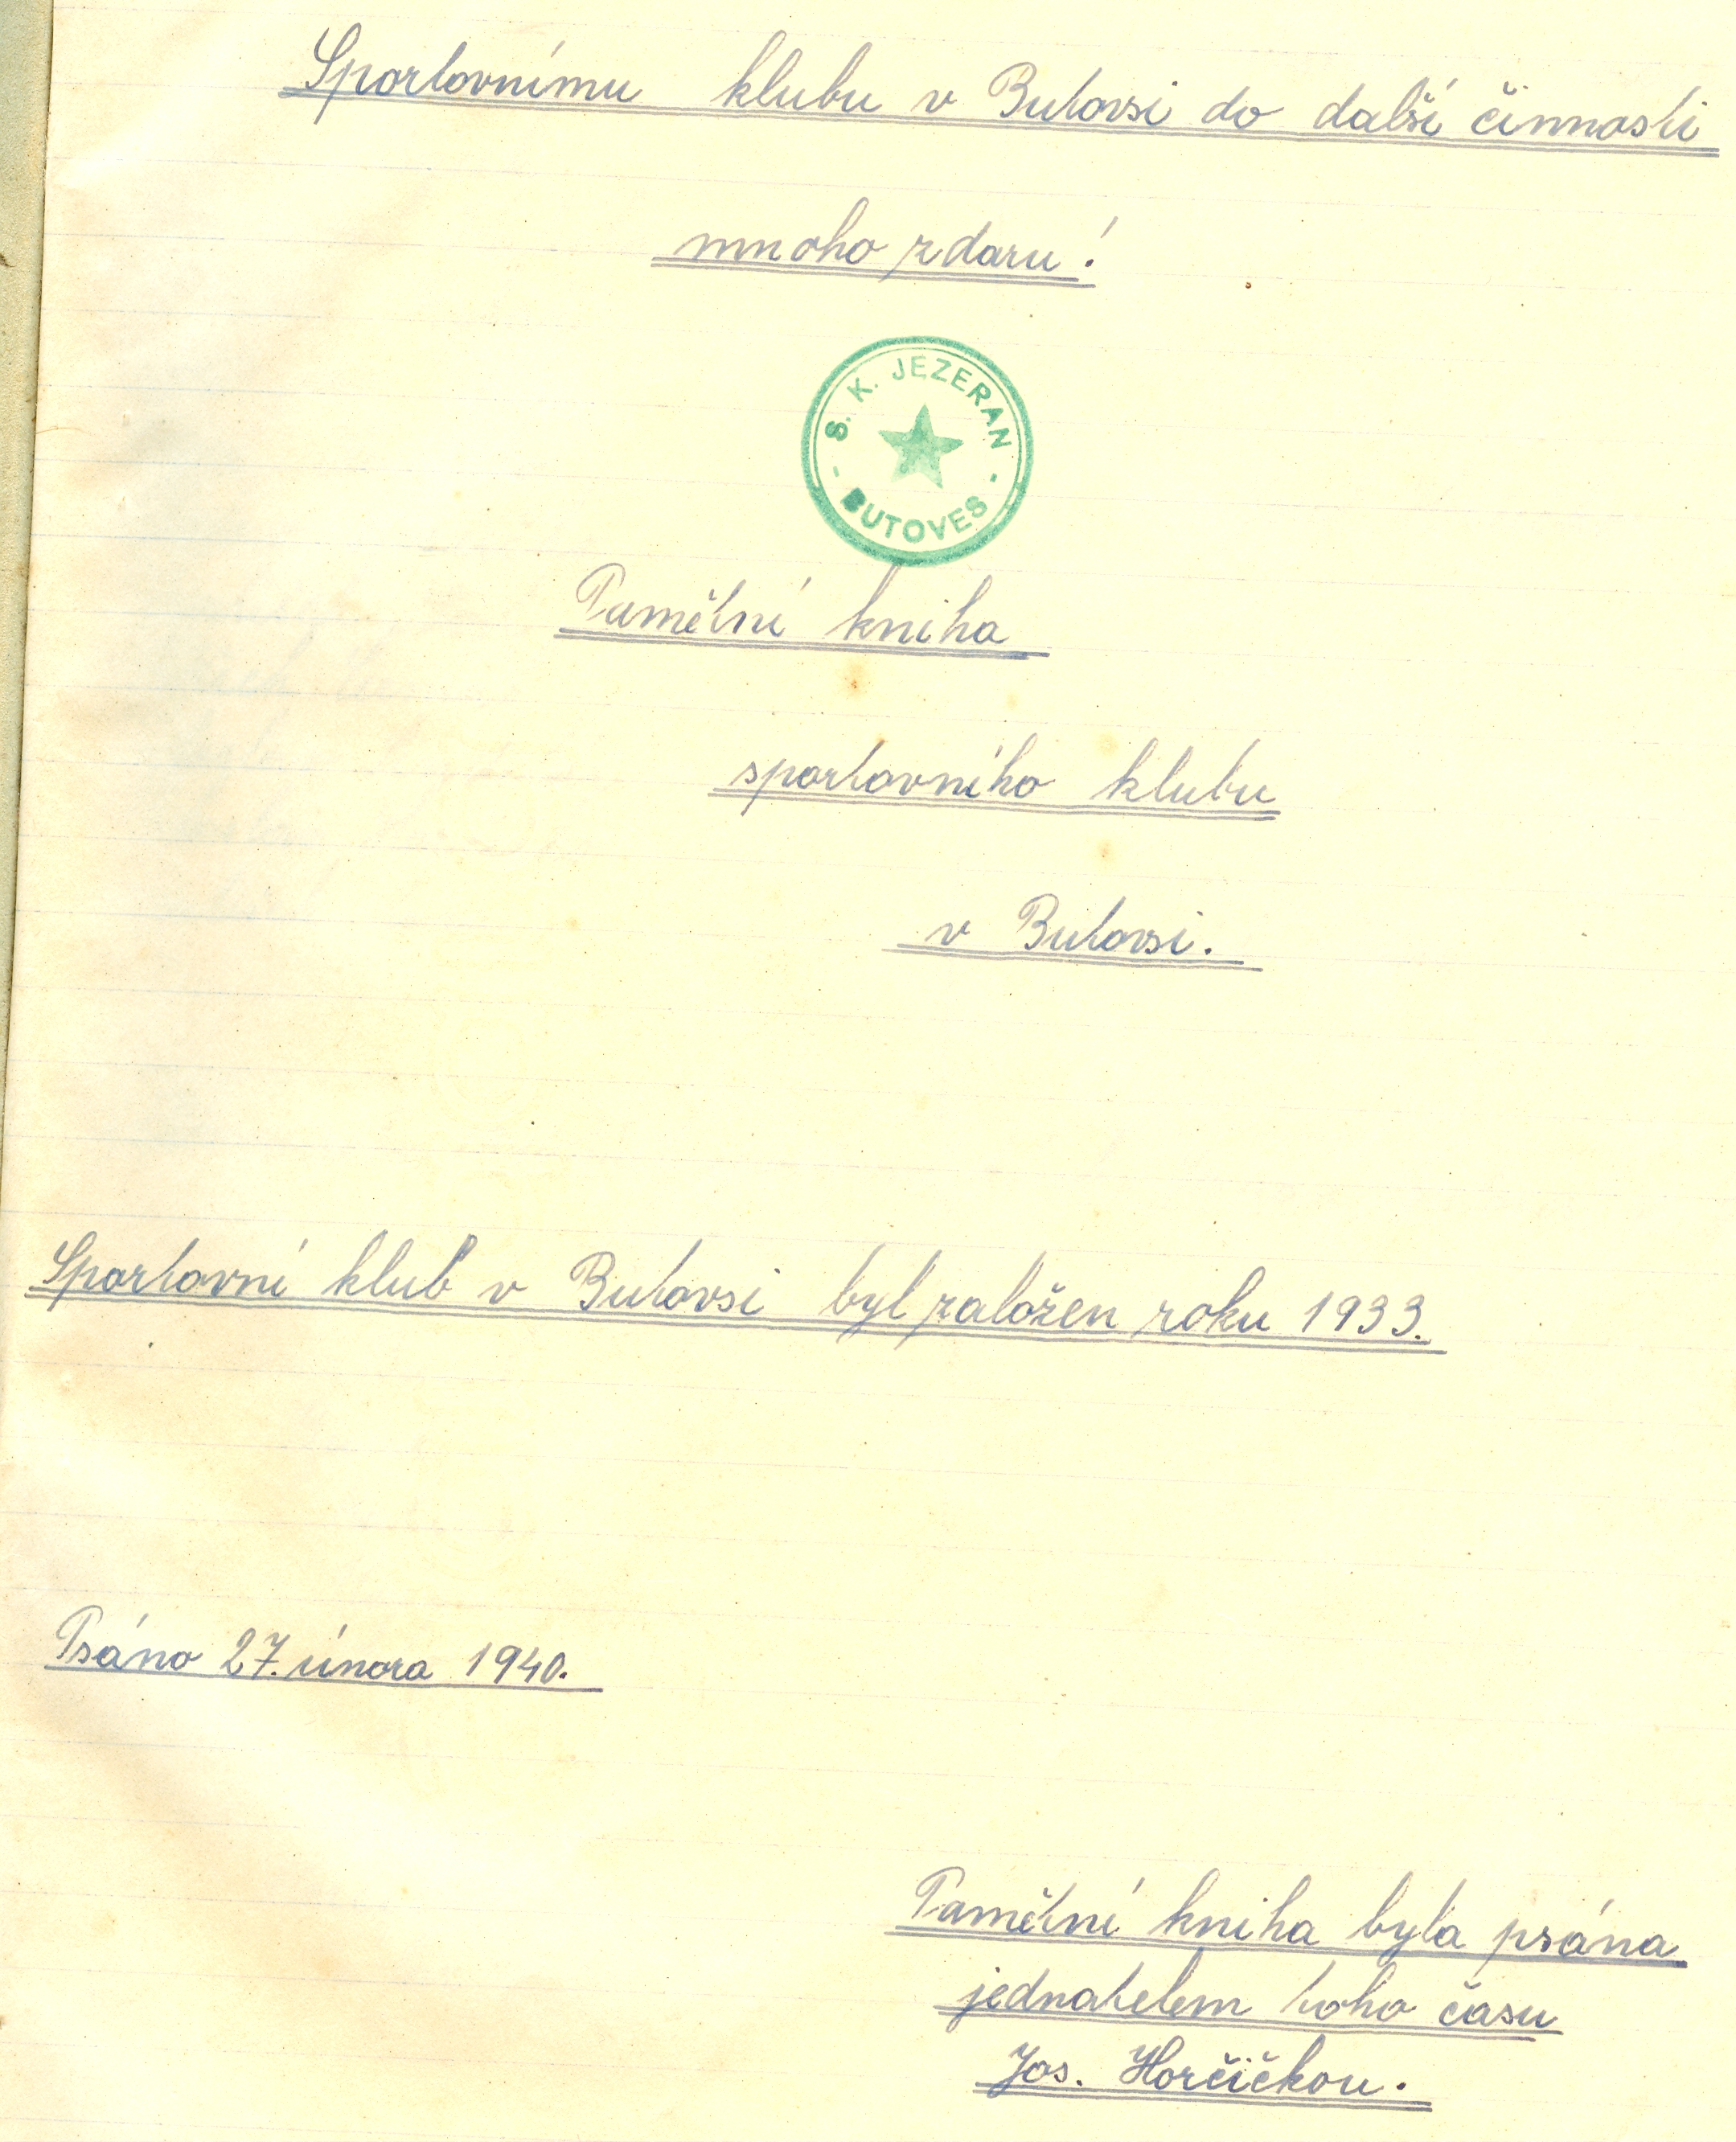 Sportovnímu klubu v Butovsi do další činnosti
mnoho zdaru!
S. K. JEZERAN
- BUTOVES -
Pamětní kniha
sportovního klubu
v Butovsi.
Sportovní klub v Butovsi byl založen roku 1933.
Psáno 27. února 1940.
Pamětní kniha byla psána
jednatelem toho času
Jos. Horčičkou.